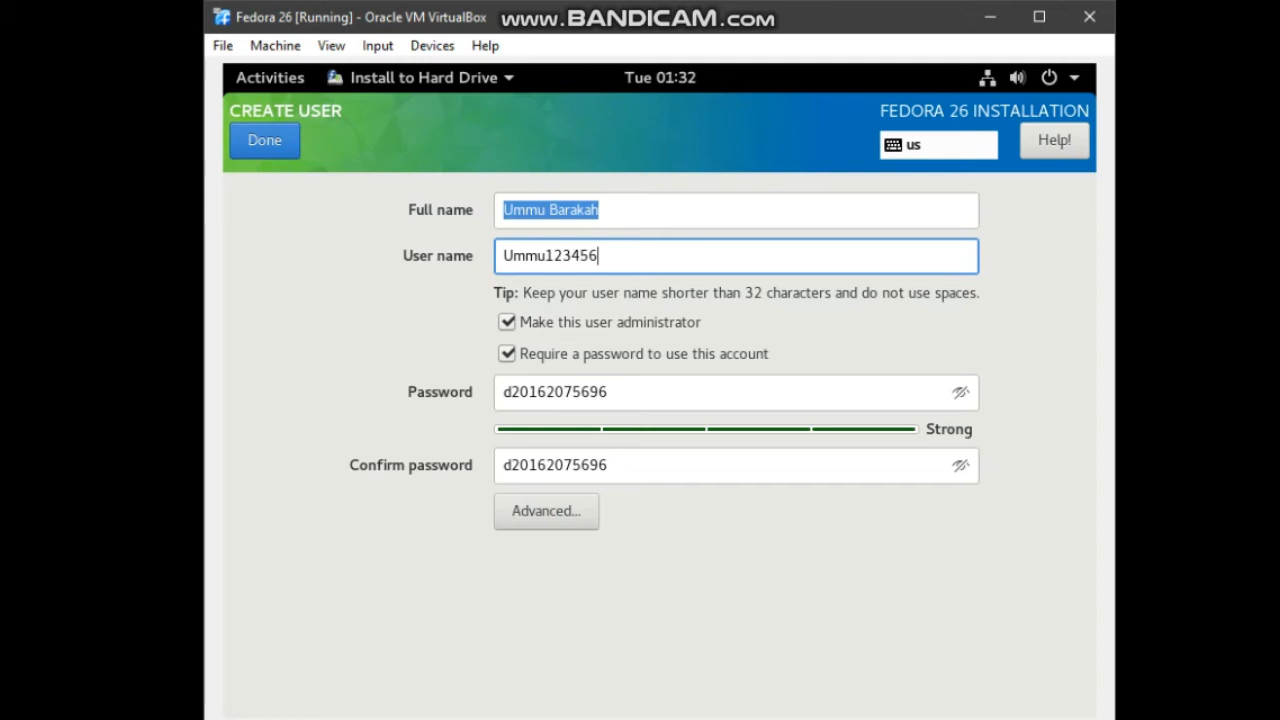 Fedora 26 [Running] - Oracle VM VirtualBox
www.BANDICAM.com
File Machine View Input Devices Help
Activities Install to Hard Drive Tue 01:32
CREATE USER FEDORA 26 INSTALLATION
Done us Help!
Full name Ummu Barakah
User name Ummu123456
Tip: Keep your user name shorter than 32 characters and do not use spaces.
Make this user administrator
Require a password to use this account
Password d20162075696
Strong
Confirm password d20162075696
Advanced...